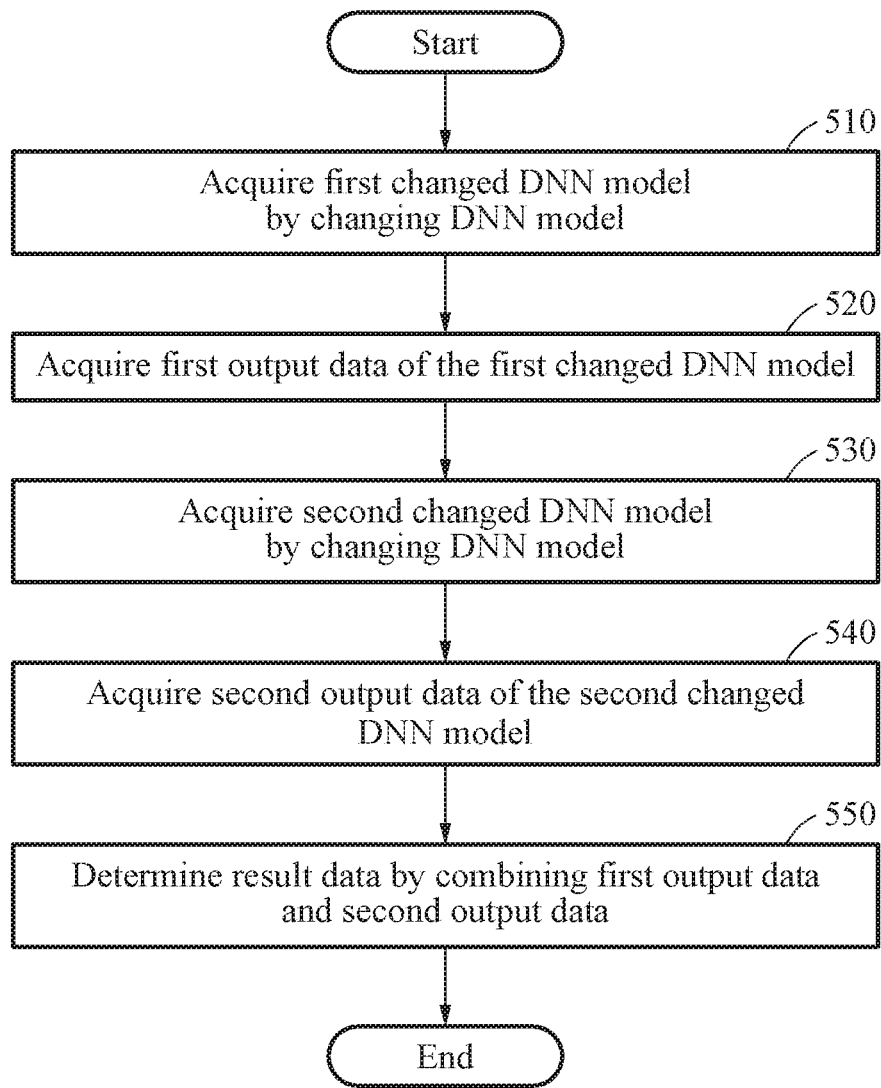 Start
510
Acquire first changed DNN model
by changing DNN model
520
Acquire first output data of the first changed DNN model
530
Acquire second changed DNN model
by changing DNN model
540
Acquire second output data of the second changed
DNN model
550
Determine result data by combining first output data
and second output data
End